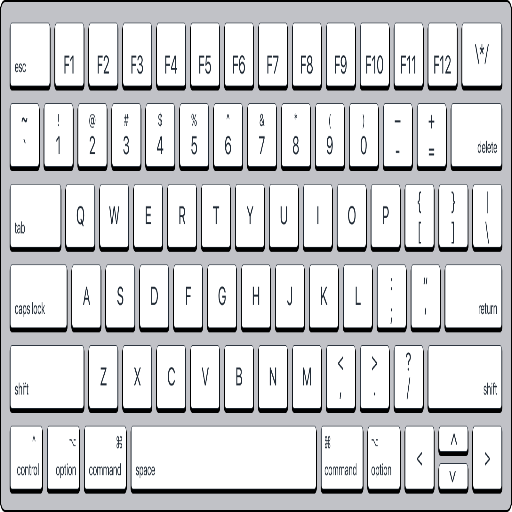 esc F1 F2 F3 F4 F5 F6 F7 F8 F9 F10 F11 F12 \*/
~ ! @ # $ % ^ & * ( ) – +
` 1 2 3 4 5 6 7 8 9 0 - = delete
tab Q W E R T Y U I O P { } |
[ ] \
caps lock A S D F G H J K L : "
; ' return
shift Z X C V B N M < > ?
, . / shift
^ ⌥ ⌘ ⌘ ⌥ < ^ >
control option command space command option v